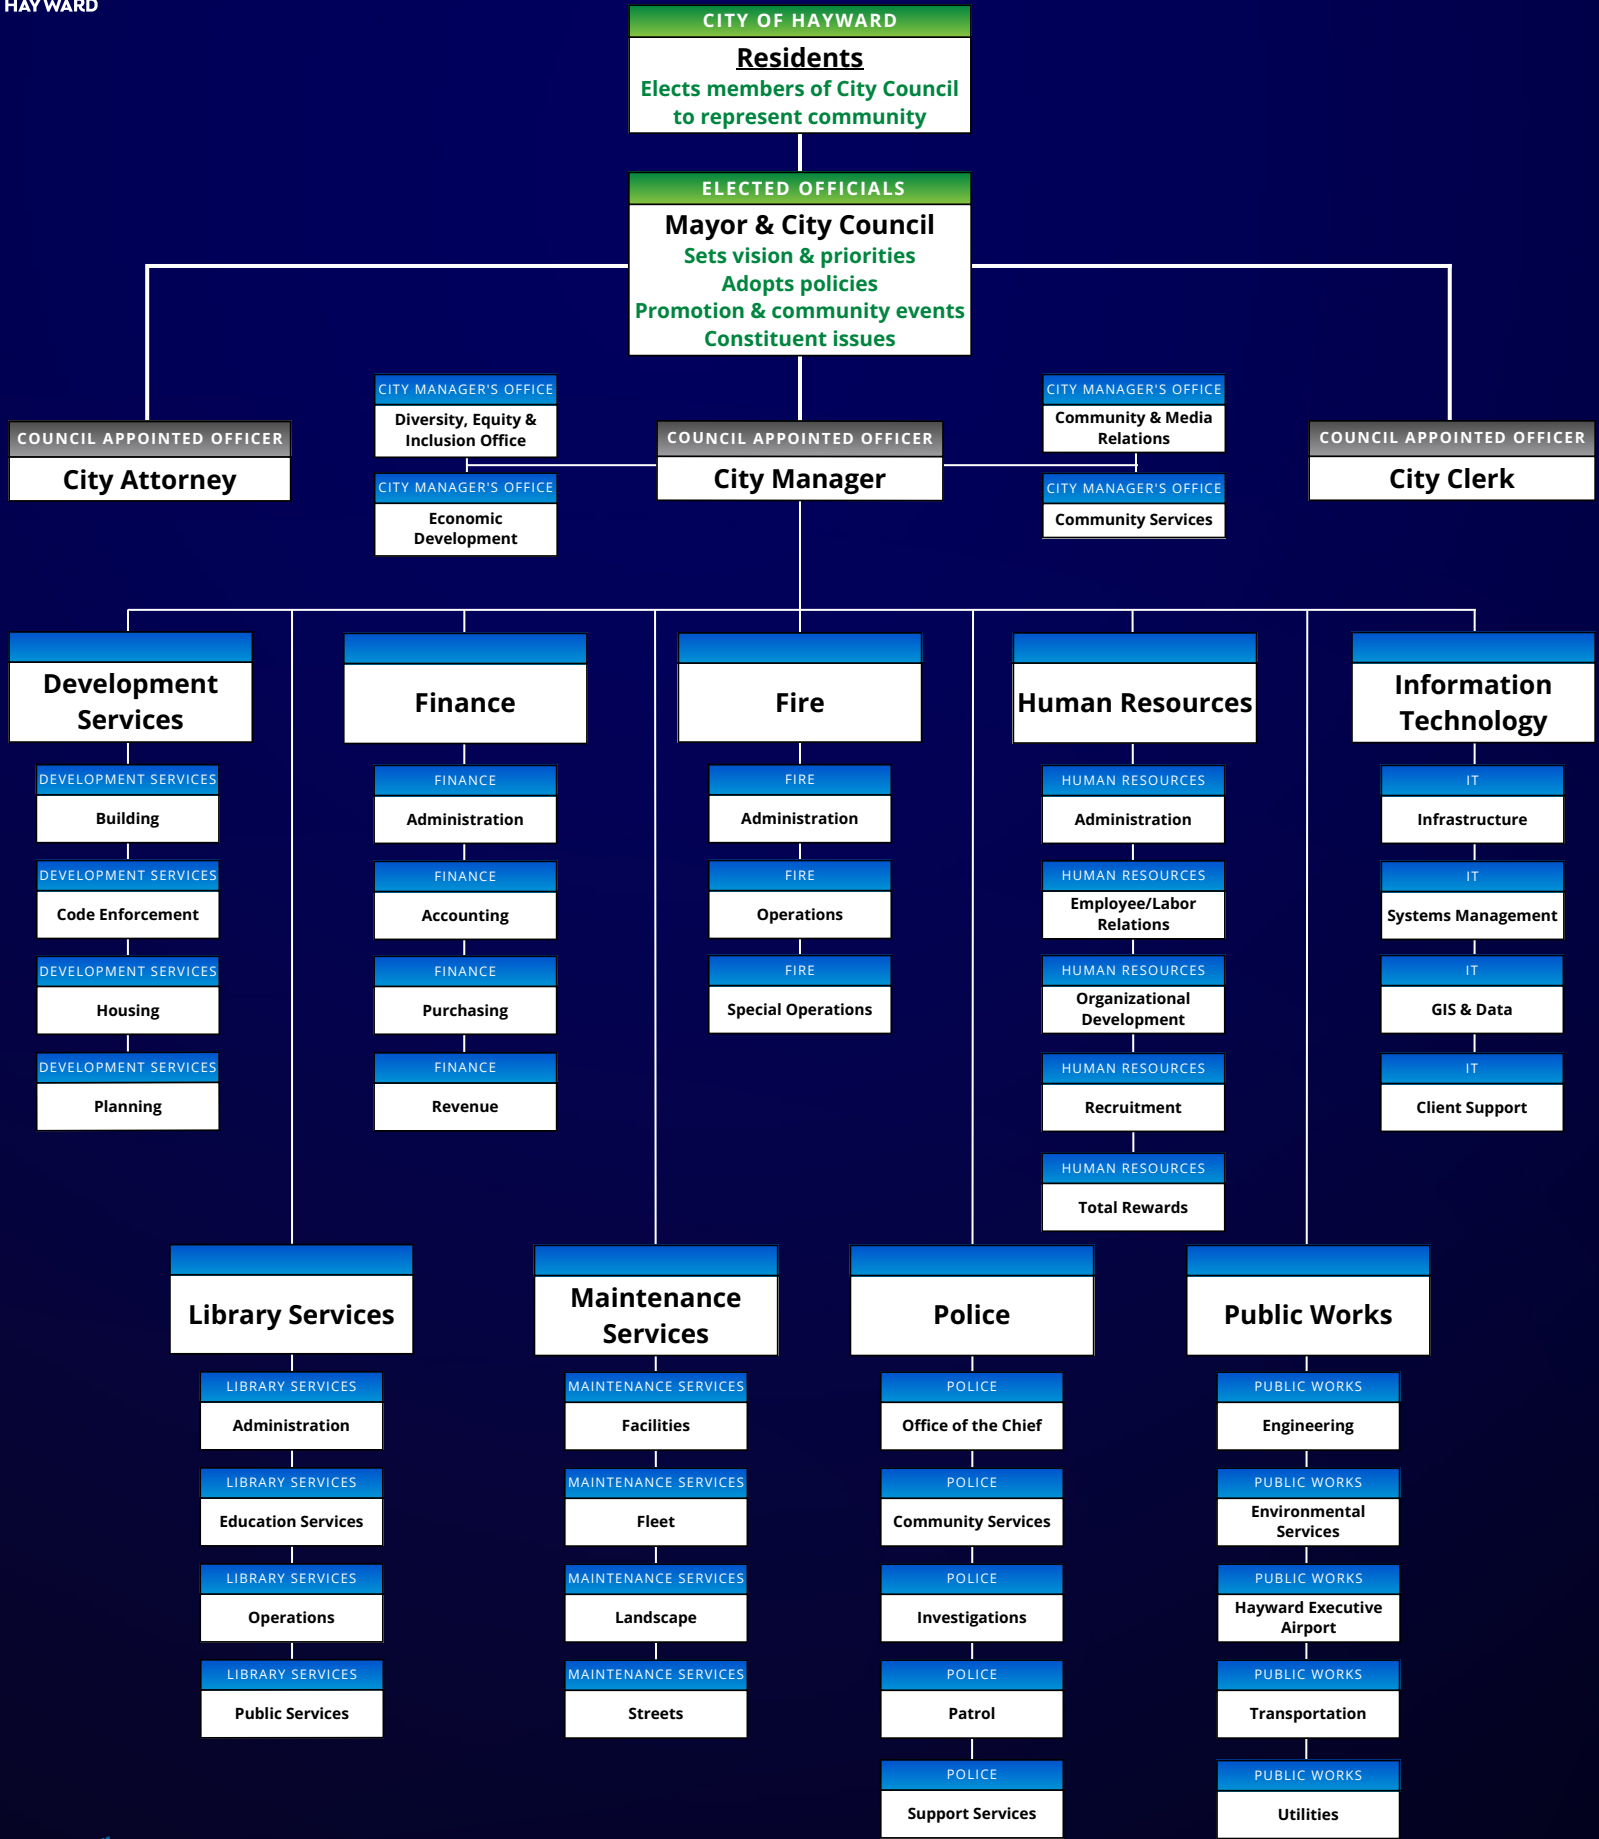 HAYWARD
CITY OF HAYWARD
Residents
Elects members of City Council
to represent community
ELECTED OFFICIALS
Mayor & City Council
Sets vision & priorities
Adopts policies
Promotion & community events
Constituent issues
COUNCIL APPOINTED OFFICER
City Attorney
CITY MANAGER'S OFFICE
Diversity, Equity &
Inclusion Office
CITY MANAGER'S OFFICE
Economic
Development
COUNCIL APPOINTED OFFICER
City Manager
CITY MANAGER'S OFFICE
Community & Media
Relations
CITY MANAGER'S OFFICE
Community Services
COUNCIL APPOINTED OFFICER
City Clerk
Development
Services
DEVELOPMENT SERVICES
Building
DEVELOPMENT SERVICES
Code Enforcement
DEVELOPMENT SERVICES
Housing
DEVELOPMENT SERVICES
Planning
Finance
FINANCE
Administration
FINANCE
Accounting
FINANCE
Purchasing
FINANCE
Revenue
Fire
FIRE
Administration
FIRE
Operations
FIRE
Special Operations
Human Resources
HUMAN RESOURCES
Administration
HUMAN RESOURCES
Employee/Labor
Relations
HUMAN RESOURCES
Organizational
Development
HUMAN RESOURCES
Recruitment
HUMAN RESOURCES
Total Rewards
Information
Technology
IT
Infrastructure
IT
Systems Management
IT
GIS & Data
IT
Client Support
Library Services
LIBRARY SERVICES
Administration
LIBRARY SERVICES
Education Services
LIBRARY SERVICES
Operations
LIBRARY SERVICES
Public Services
Maintenance
Services
MAINTENANCE SERVICES
Facilities
MAINTENANCE SERVICES
Fleet
MAINTENANCE SERVICES
Landscape
MAINTENANCE SERVICES
Streets
Police
POLICE
Office of the Chief
POLICE
Community Services
POLICE
Investigations
POLICE
Patrol
POLICE
Support Services
Public Works
PUBLIC WORKS
Engineering
PUBLIC WORKS
Environmental
Services
PUBLIC WORKS
Hayward Executive
Airport
PUBLIC WORKS
Transportation
PUBLIC WORKS
Utilities